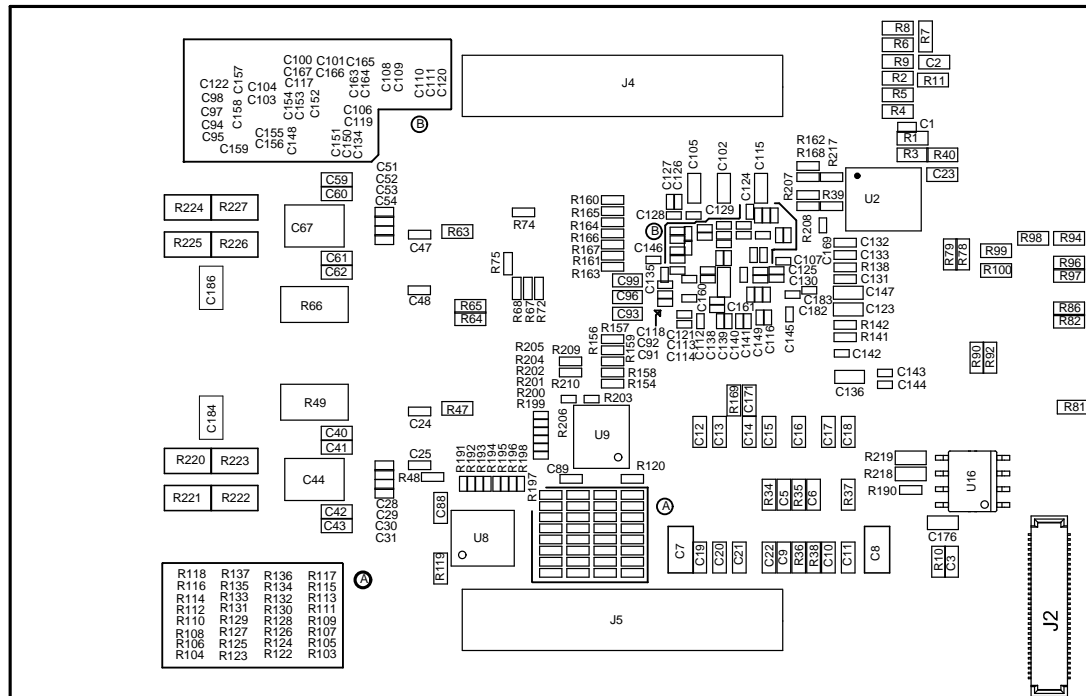 C122
C98
C97
C94
C95
C159
C158
C157
C104
C103
C155
C156
C100
C167
C117
C154
C153
C152
C148
C101
C166
C165
C163
C164
C106
C119
C151
C150
C134
C108
C109
C110
C111
C120
B
J4
R8
R6
R9
R2
R5
R4
R7
C2
R11
C1
R1
R3
R40
C23
C51
C52
C53
C54
C59
C60
R224
R227
R225
R226
C67
C61
C62
C186
R66
C47
R63
R74
R75
C48
R65
R64
R68
R67
R72
R160
R165
R164
R166
R167
R161
R163
C99
C96
C93
C127
C126
C105
C102
C115
C124
C128
C129
B
C146
C135
C160
C161
C107
C125
C130
C183
C182
C118
C92
C91
C121
C113
C114
C112
C138
C139
C140
C141
C149
C116
C145
R162
R168
R217
R207
R39
R208
C169
U2
C132
C133
R138
C131
C147
C123
R142
R141
C142
C136
C143
C144
R79
R78
R98
R99
R100
R94
R96
R97
R86
R82
R90
R92
R81
R156
R157
R159
R158
R154
R205
R204
R202
R201
R200
R199
R209
R210
R203
R206
U9
C89
R120
R169
C171
C12
C13
C14
C15
C16
C17
C18
R49
C184
C40
C41
R220
R223
R221
R222
C44
C42
C43
C24
R47
C25
R48
C28
C29
C30
C31
C88
R119
R191
R192
R193
R194
R195
R196
R198
R197
U8
A
R34
C5
R35
C6
R37
C7
C19
C20
C21
C22
C9
R36
R38
C10
C11
C8
R219
R218
R190
U16
C176
R10
C3
J2
J5
A
R118 R137 R136 R117
R116 R135 R134 R115
R114 R133 R132 R113
R112 R131 R130 R111
R110 R129 R128 R109
R108 R127 R126 R107
R106 R125 R124 R105
R104 R123 R122 R103